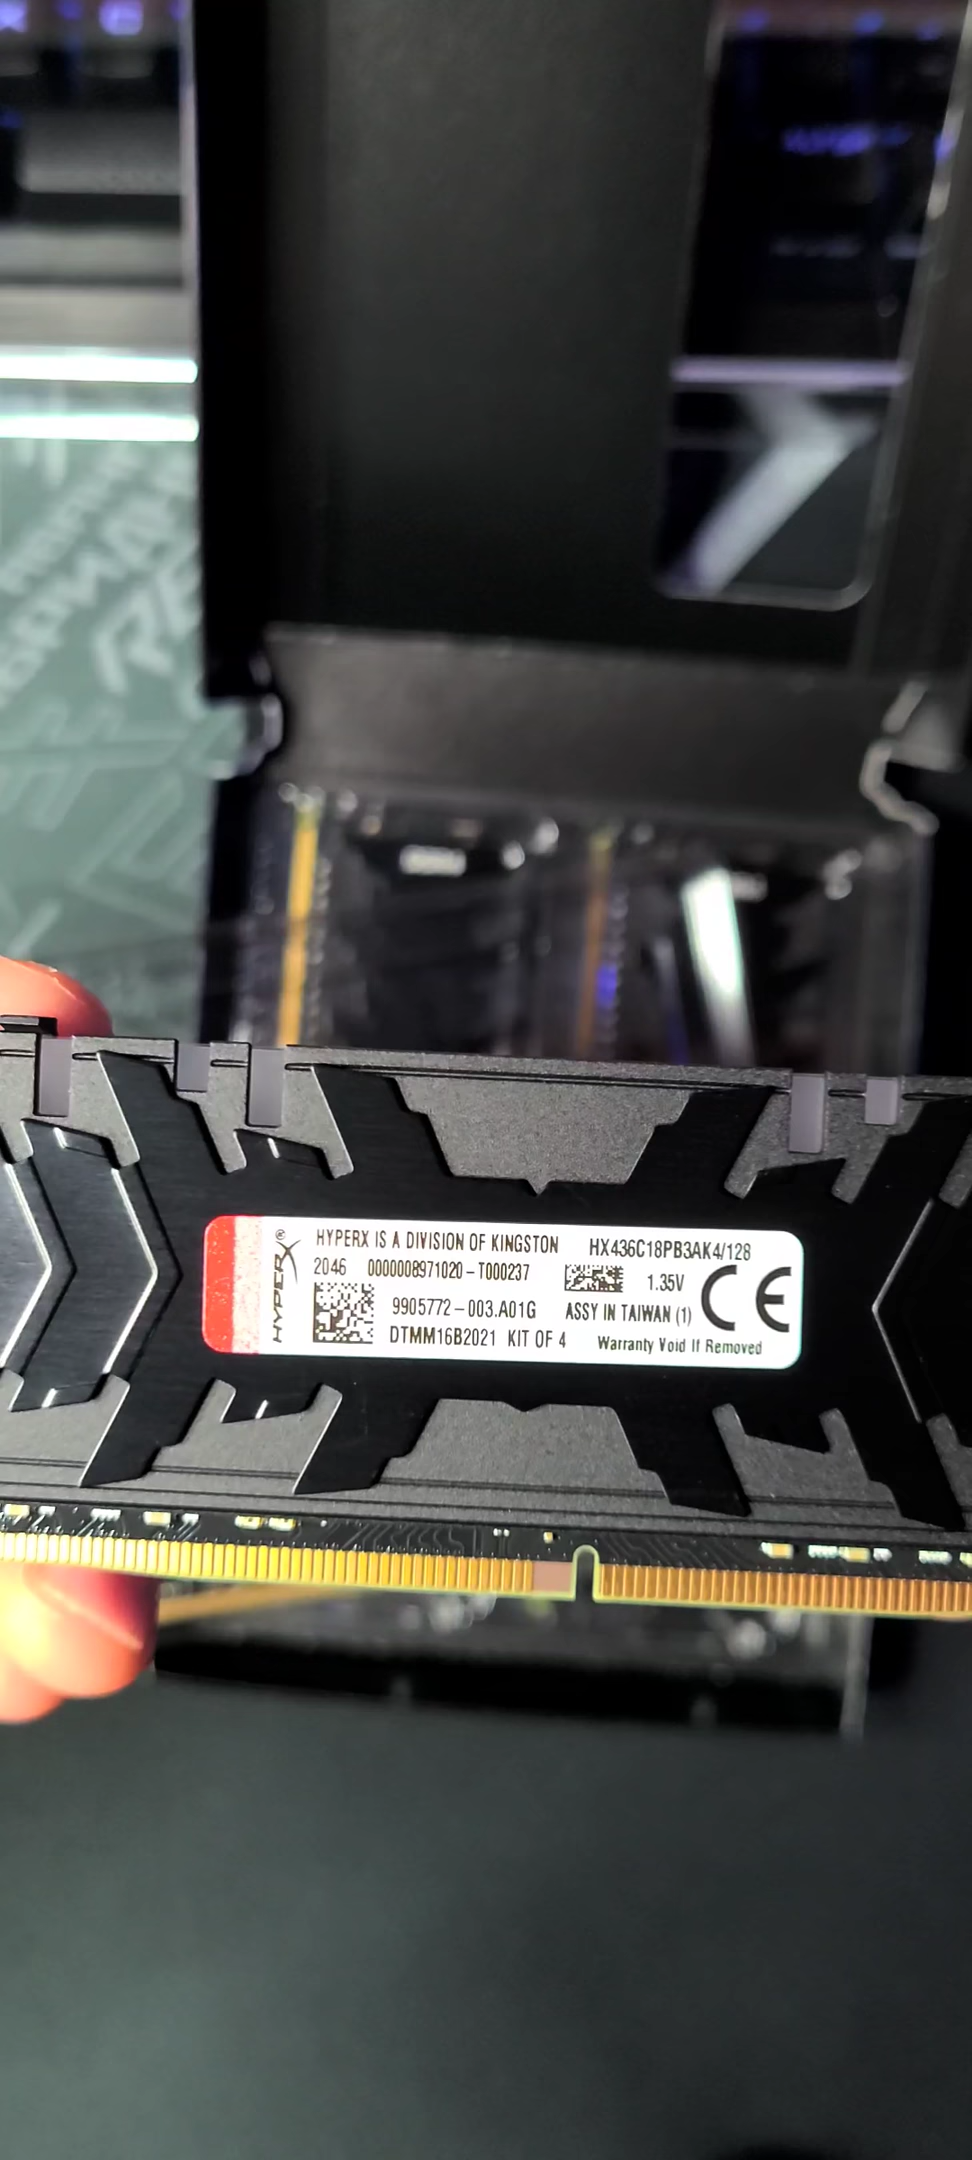 HYPERX®
HYPERX IS A DIVISION OF KINGSTON HX436C18PB3AK4/128
2046 0000008971020-T000237 1.35V CE
9905772-003.A01G ASSY IN TAIWAN (1)
DTMM16B2021 KIT OF 4 Warranty Void If Removed